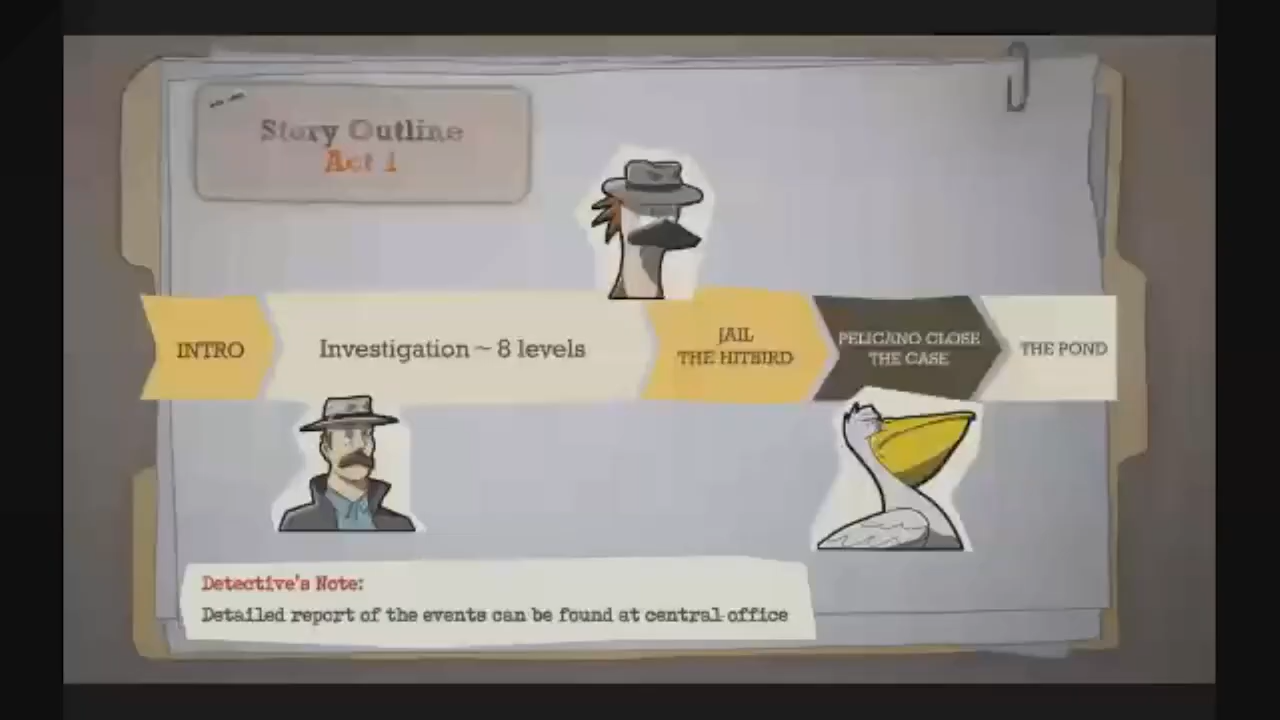 Story Outline
Act 1
INTRO
Investigation ~ 8 levels
JAIL
THE HITBIRD
PELICANO CLOSE
THE CASE
THE POND
Detective's Note:
Detailed report of the events can be found at central office